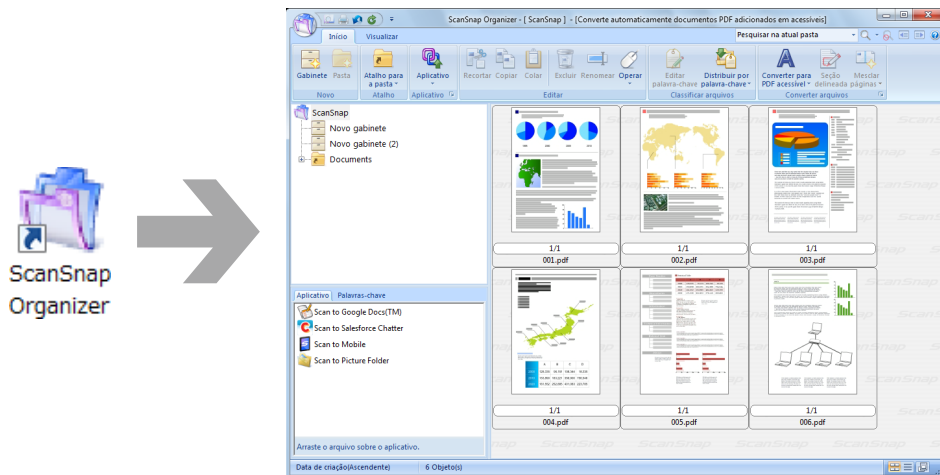 ScanSnap
Organizer
ScanSnap Organizer - [ ScanSnap ] - [Converte automaticamente documentos PDF adicionados em acessíveis]
Início Visualizar
Pesquisar na atual pasta
Gabinete Pasta Atalho para a pasta Aplicativo Recortar Copiar Colar Excluir Renomear Operar Editar palavra-chave Distribuir por palavra-chave Converter para PDF acessível Seção delineada Mesclar páginas
Novo Atalho Aplicativo Editar Classificar arquivos Converter arquivos
ScanSnap
Novo gabinete
Novo gabinete (2)
Documents
1/1 1/1 1/1
001.pdf 002.pdf 003.pdf
1/1 1/1 1/1
004.pdf 005.pdf 006.pdf
Aplicativo Palavras-chave
Scan to Google Docs(TM)
Scan to Salesforce Chatter
Scan to Mobile
Scan to Picture Folder
Arraste o arquivo sobre o aplicativo.
Data de criação(Ascendente) 6 Objeto(s)